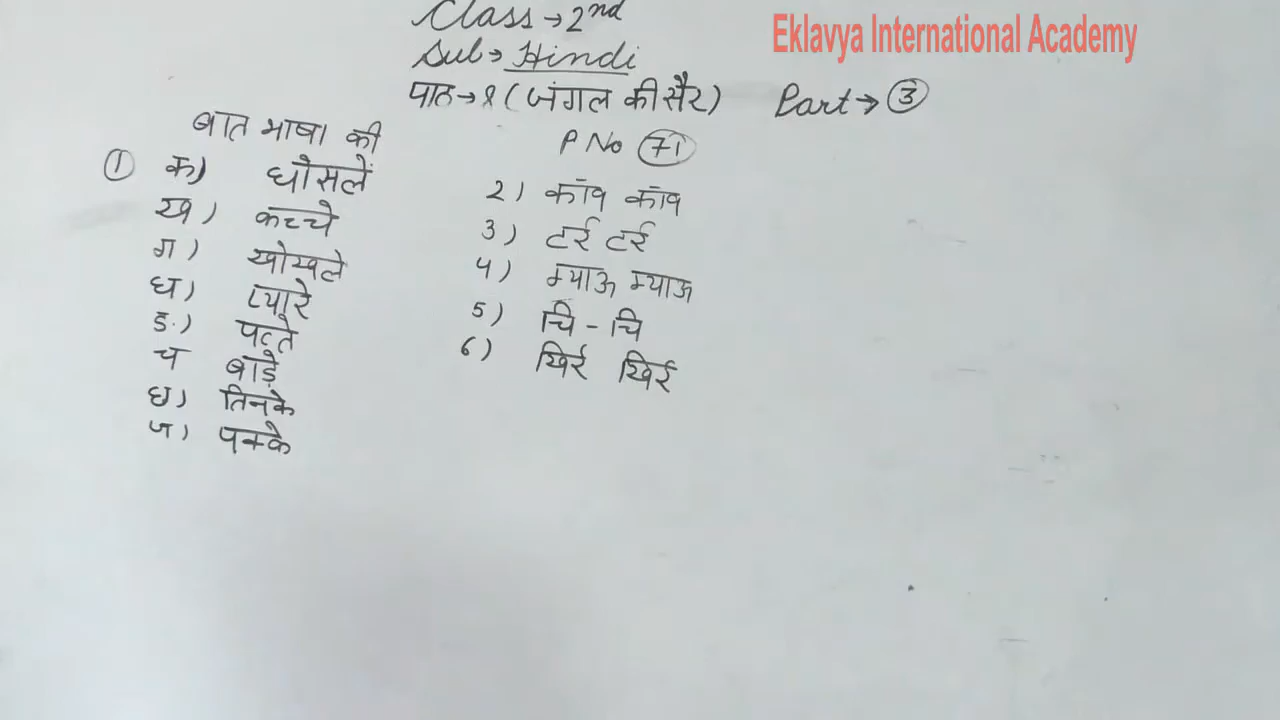 Class → 2nd
Eklavya International Academy
Sub → Hindi
पाठ → 1 (जंगल की सैर) Part → 3
बात भाषा की
P No 71
1 क) घोसलें
ख) कच्चे
ग) खोखले
घ) प्यारे
ङ.) पत्ते
च बाड़े
छ) तिनके
ज) पक्के
2) काँव काँव
3) टर्र टर्र
4) म्याऊ म्याऊ
5) चि - चि
6) खिर्र खिर्र